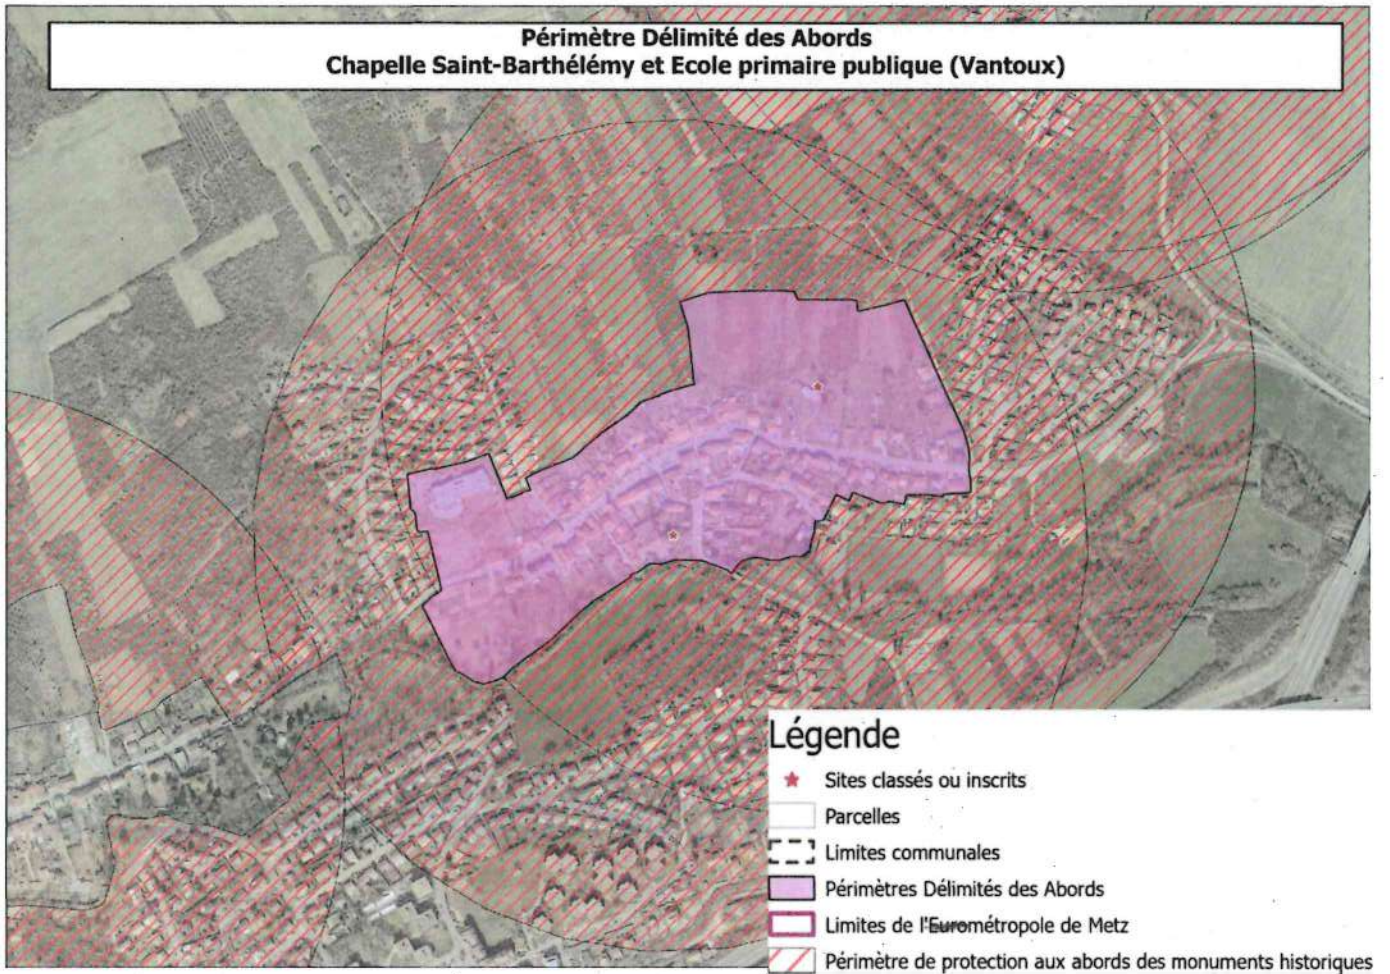 Périmètre Délimité des Abords
Chapelle Saint-Barthélémy et Ecole primaire publique (Vantoux)
Légende
Sites classés ou inscrits
Parcelles
Limites communales
Périmètres Délimités des Abords
Limites de l'Eurométropole de Metz
Périmètre de protection aux abords des monuments historiques